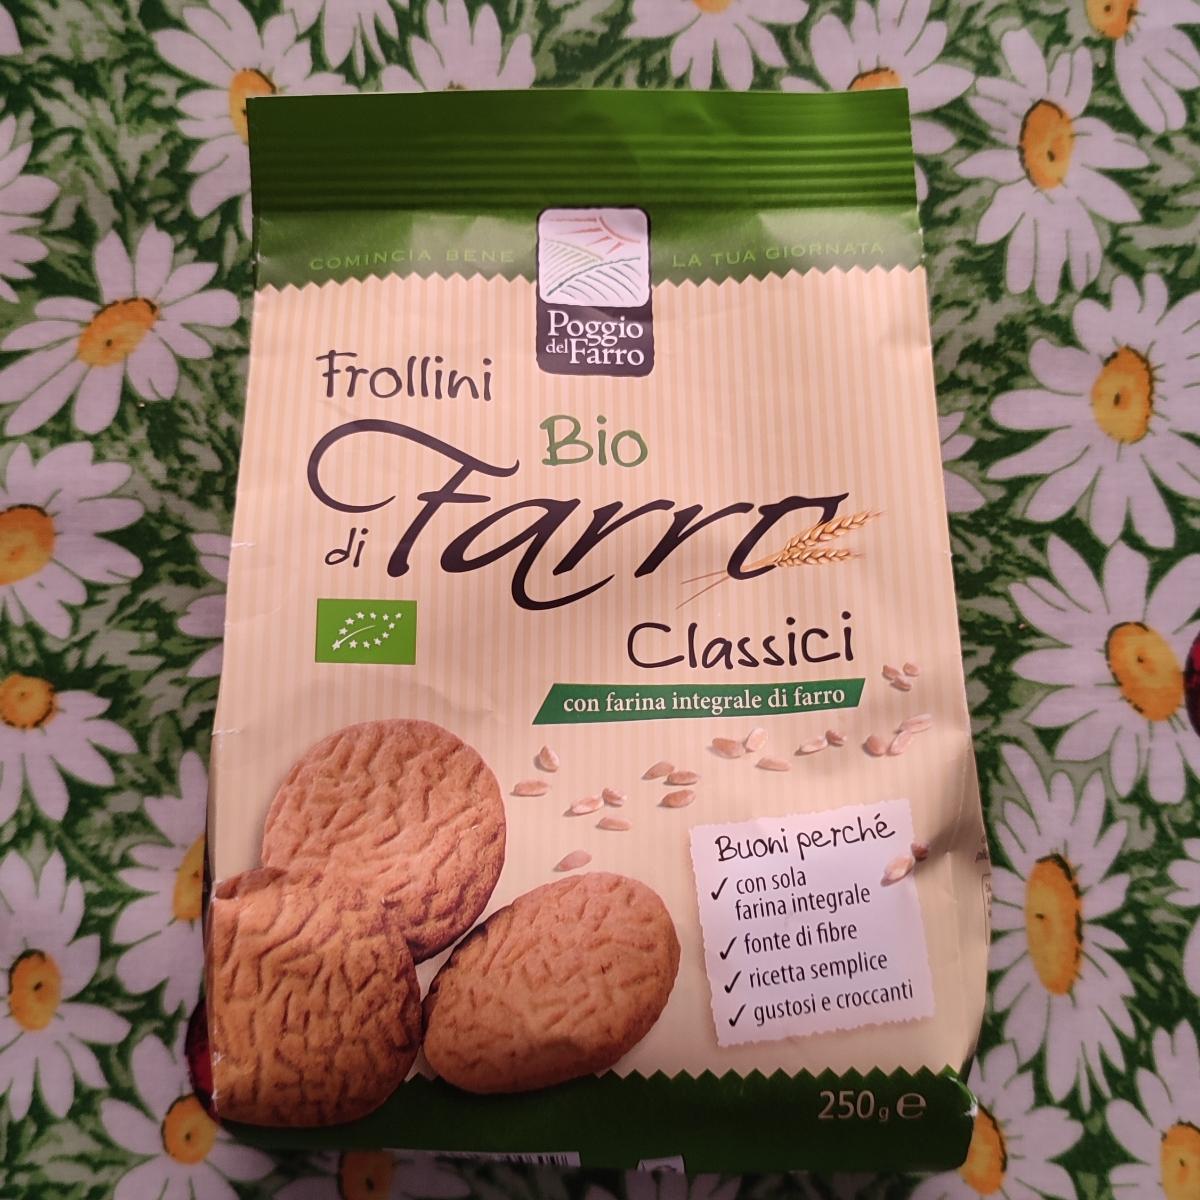 COMINCIA BENE LA TUA GIORNATA
Poggio
del Farro
Frollini
Bio
di Farro
Classici
con farina integrale di farro
Buoni perché
✓ con sola
farina integrale
✓ fonte di fibre
✓ ricetta semplice
✓ gustosi e croccanti
250 g e